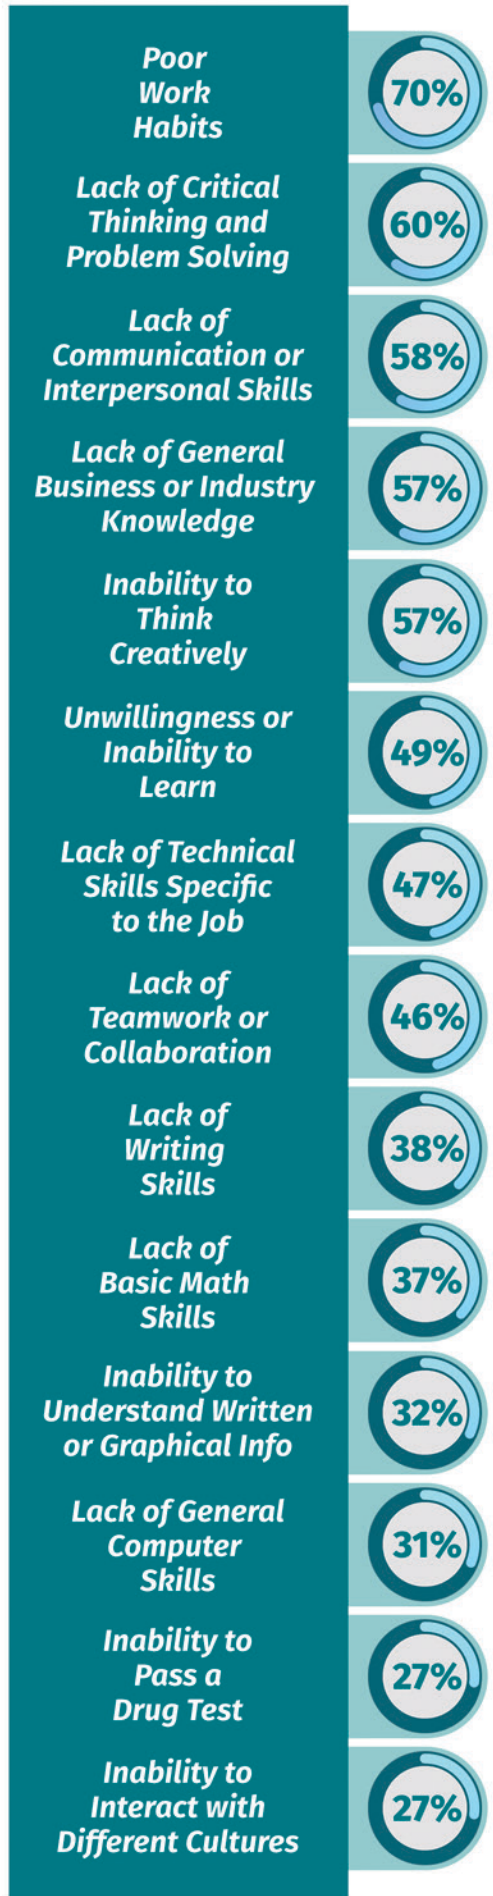 Poor
Work
Habits
70%
Lack of Critical
Thinking and
Problem Solving
60%
Lack of
Communication or
Interpersonal Skills
58%
Lack of General
Business or Industry
Knowledge
57%
Inability to
Think
Creatively
57%
Unwillingness or
Inability to
Learn
49%
Lack of Technical
Skills Specific
to the Job
47%
Lack of
Teamwork or
Collaboration
46%
Lack of
Writing
Skills
38%
Lack of
Basic Math
Skills
37%
Inability to
Understand Written
or Graphical Info
32%
Lack of General
Computer
Skills
31%
Inability to
Pass a
Drug Test
27%
Inability to
Interact with
Different Cultures
27%